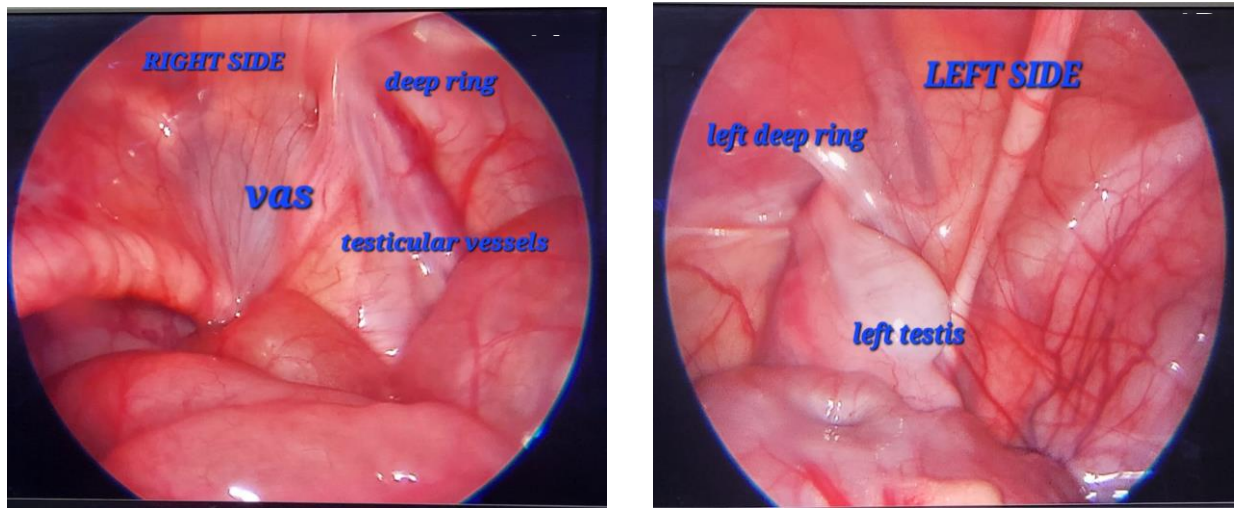 RIGHT SIDE
deep ring
vas
testicular vessels
LEFT SIDE
left deep ring
left testis